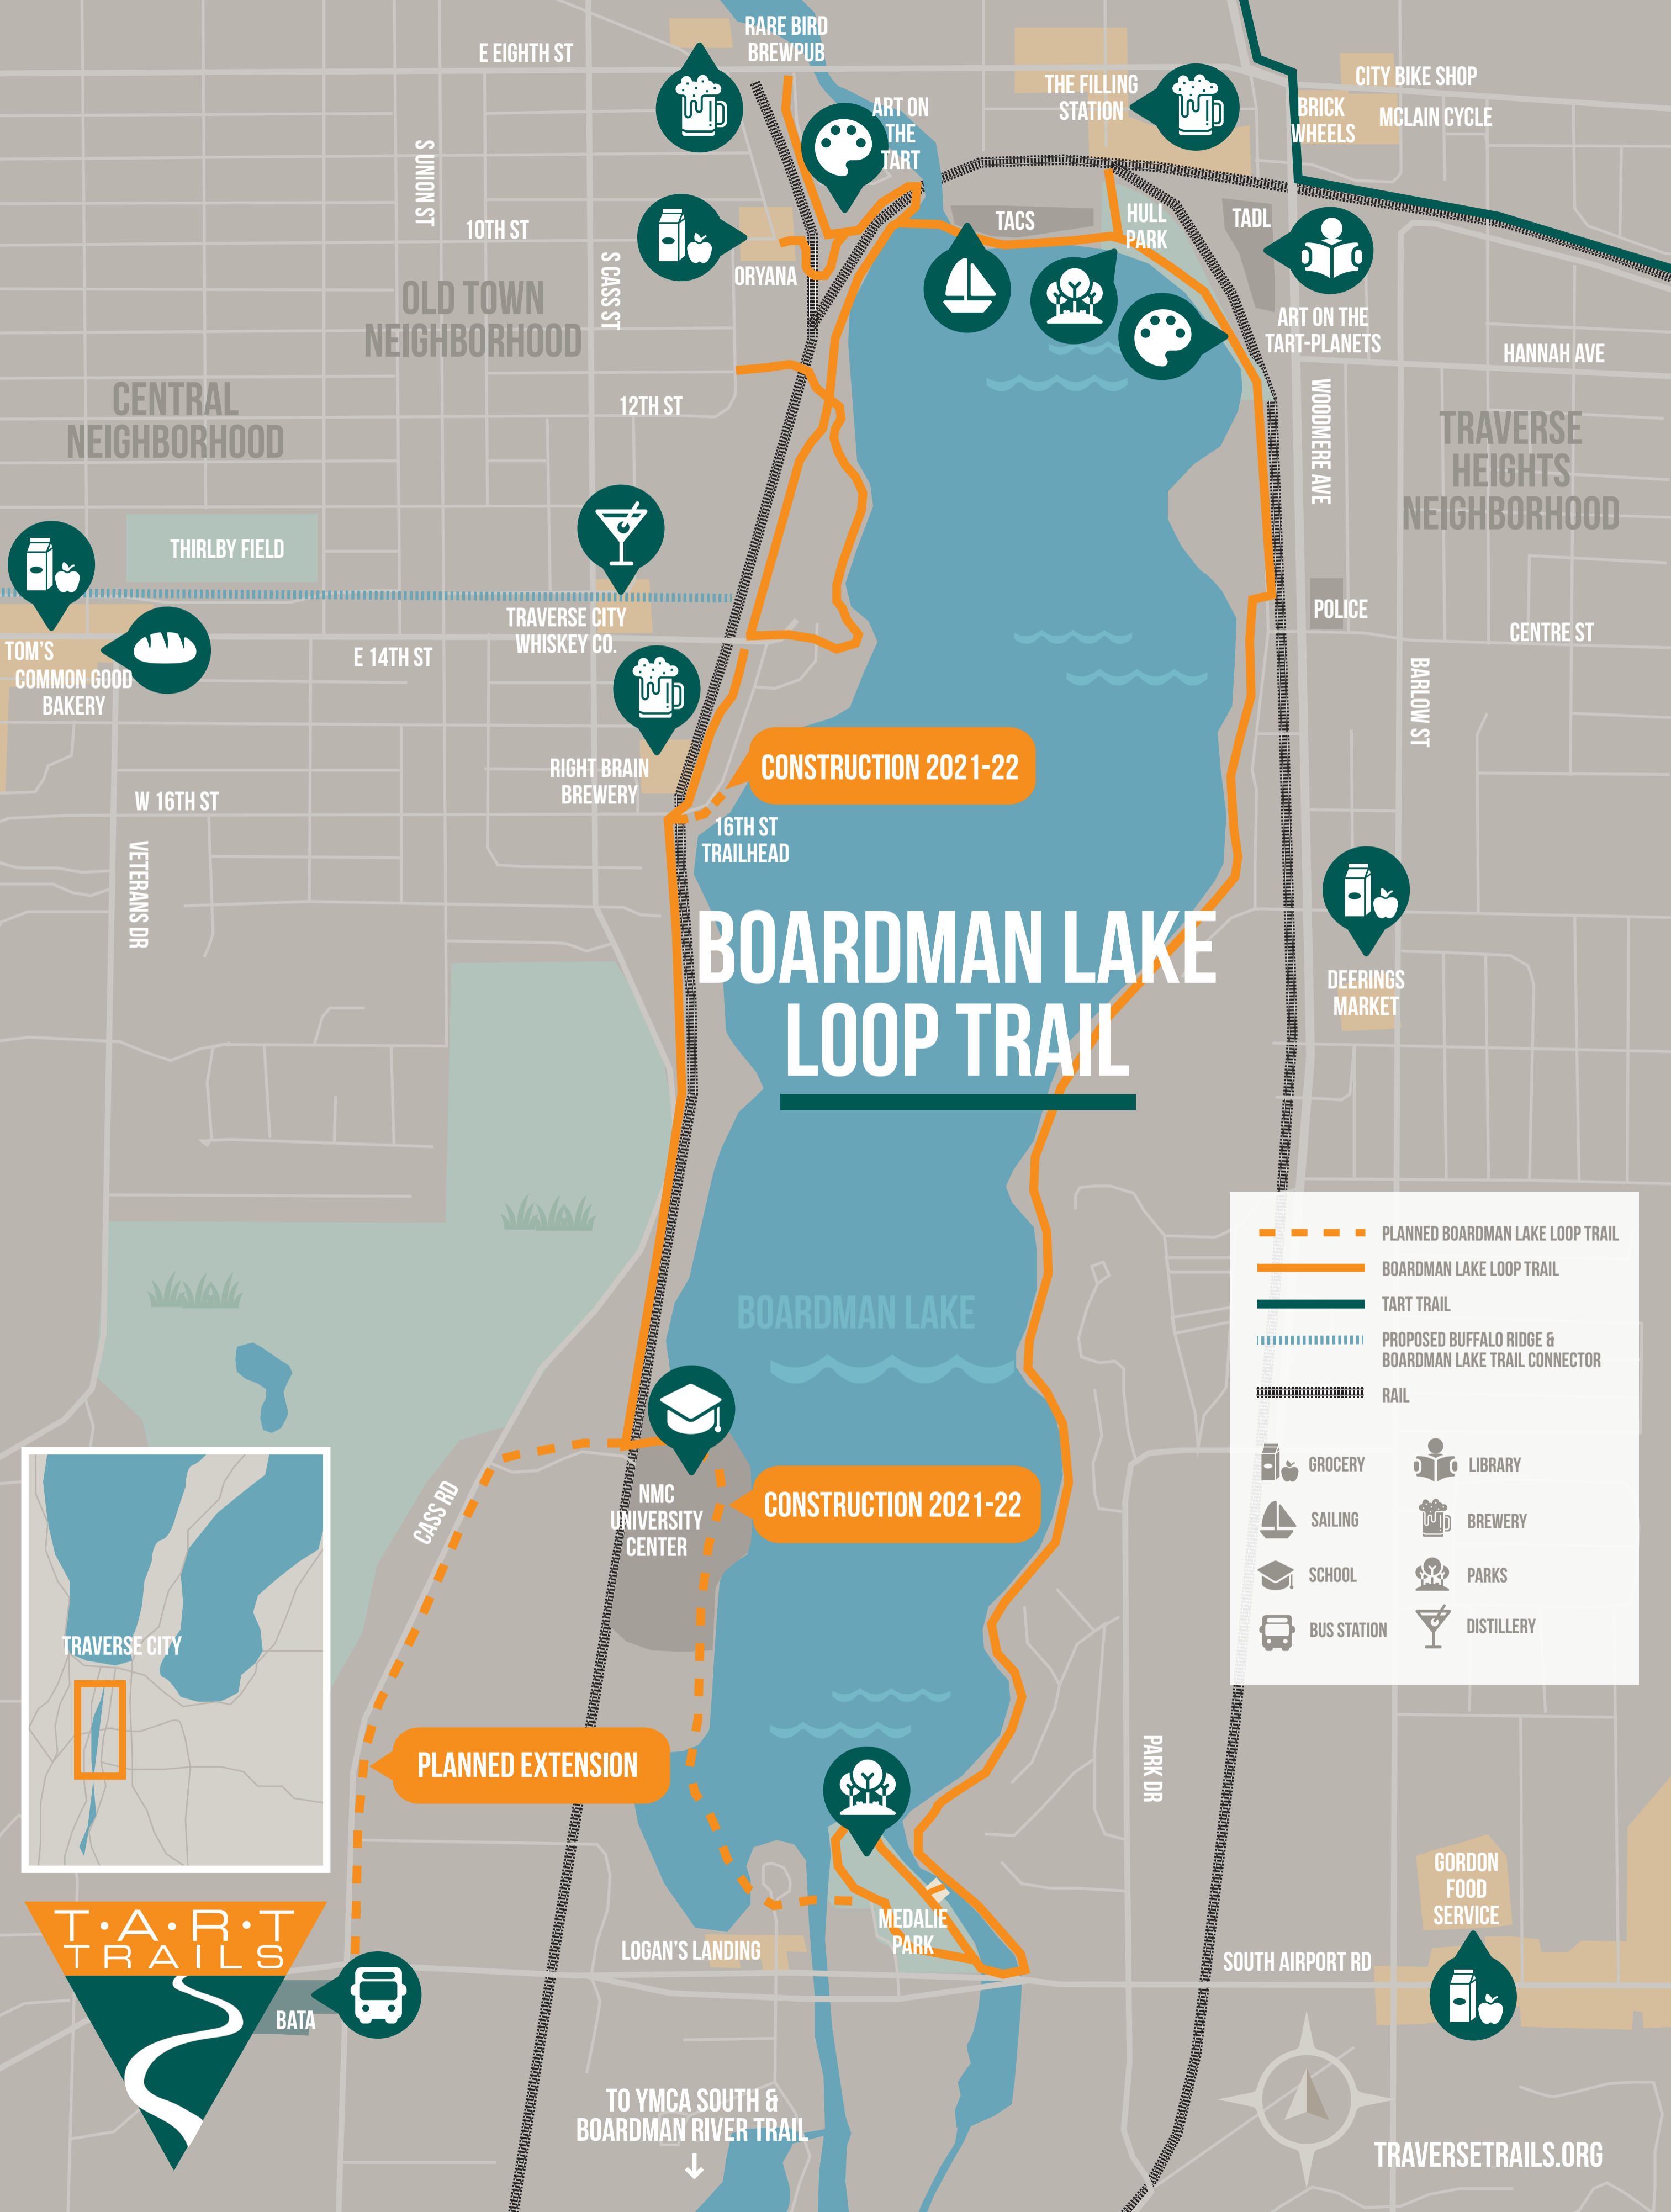 RARE BIRD
BREWPUB
E EIGHTH ST
THE FILLING
STATION
CITY BIKE SHOP
BRICK
WHEELS
MCLAIN CYCLE
ART ON
THE
TART
S UNION ST
10TH ST
S CASS ST
ORYANA
TACS
HULL
PARK
TADL
ART ON THE
TART-PLANETS
HANNAH AVE
OLD TOWN
NEIGHBORHOOD
CENTRAL
NEIGHBORHOOD
12TH ST
WOODMERE AVE
TRAVERSE
HEIGHTS
NEIGHBORHOOD
THIRLBY FIELD
TRAVERSE CITY
WHISKEY CO.
POLICE
CENTRE ST
TOM'S
COMMON GOOD
BAKERY
E 14TH ST
BARLOW ST
RIGHT BRAIN
BREWERY
CONSTRUCTION 2021-22
W 16TH ST
16TH ST
TRAILHEAD
VETERANS DR
BOARDMAN LAKE
LOOP TRAIL
DEERINGS
MARKET
BOARDMAN LAKE
PLANNED BOARDMAN LAKE LOOP TRAIL
BOARDMAN LAKE LOOP TRAIL
TART TRAIL
PROPOSED BUFFALO RIDGE &
BOARDMAN LAKE TRAIL CONNECTOR
RAIL
GROCERY
LIBRARY
SAILING
BREWERY
SCHOOL
PARKS
BUS STATION
DISTILLERY
CASS RD
NMC
UNIVERSITY
CENTER
CONSTRUCTION 2021-22
TRAVERSE CITY
PLANNED EXTENSION
PARK DR
GORDON
FOOD
SERVICE
MEDALIE
PARK
LOGAN'S LANDING
SOUTH AIRPORT RD
T·A·R·T
TRAILS
BATA
TO YMCA SOUTH &
BOARDMAN RIVER TRAIL
TRAVERSETRAILS.ORG